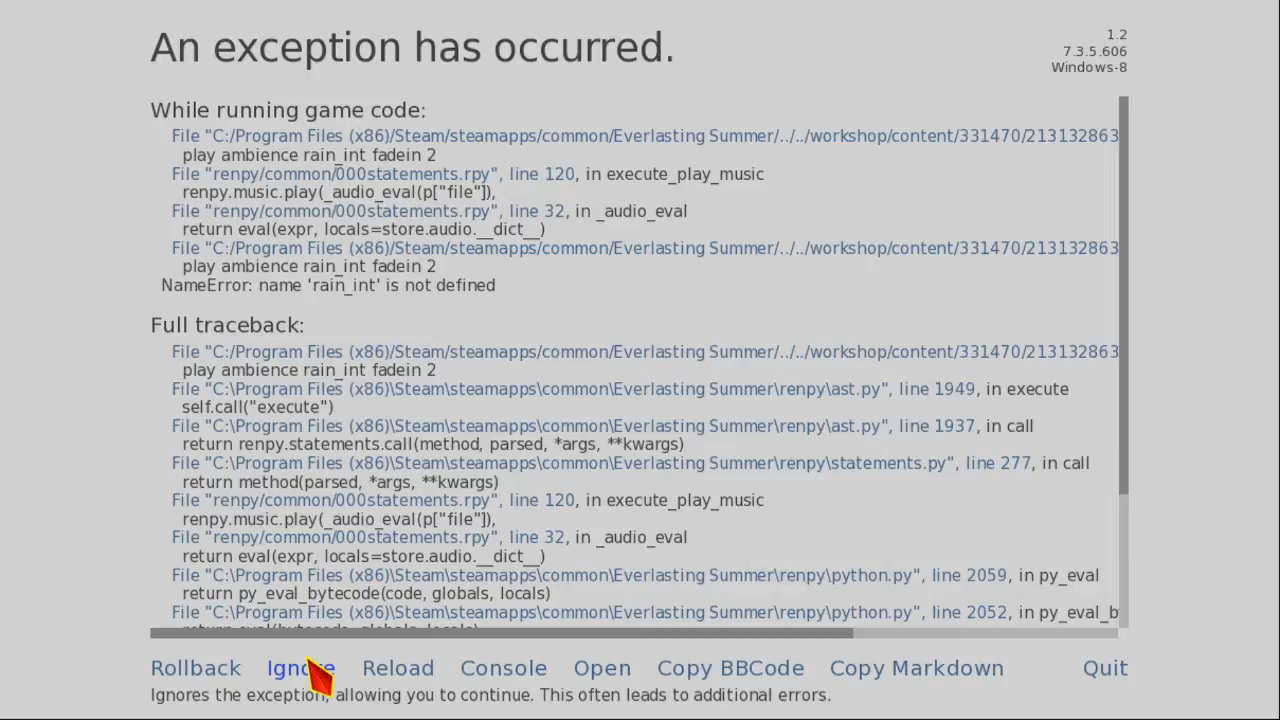 An exception has occurred.
1.2
7.3.5.606
Windows-8
While running game code:
File "C:/Program Files (x86)/Steam/steamapps/common/Everlasting Summer/../../workshop/content/331470/213132863
play ambience rain_int fadein 2
File "renpy/common/000statements.rpy", line 120, in execute_play_music
renpy.music.play(_audio_eval(p["file"]),
File "renpy/common/000statements.rpy", line 32, in _audio_eval
return eval(expr, locals=store.audio.__dict__)
File "C:/Program Files (x86)/Steam/steamapps/common/Everlasting Summer/../../workshop/content/331470/213132863
play ambience rain_int fadein 2
NameError: name 'rain_int' is not defined
Full traceback:
File "C:/Program Files (x86)/Steam/steamapps/common/Everlasting Summer/../../workshop/content/331470/213132863
play ambience rain_int fadein 2
File "C:\Program Files (x86)\Steam\steamapps\common\Everlasting Summer\renpy\ast.py", line 1949, in execute
self.call("execute")
File "C:\Program Files (x86)\Steam\steamapps\common\Everlasting Summer\renpy\ast.py", line 1937, in call
return renpy.statements.call(method, parsed, *args, **kwargs)
File "C:\Program Files (x86)\Steam\steamapps\common\Everlasting Summer\renpy\statements.py", line 277, in call
return method(parsed, *args, **kwargs)
File "renpy/common/000statements.rpy", line 120, in execute_play_music
renpy.music.play(_audio_eval(p["file"]),
File "renpy/common/000statements.rpy", line 32, in _audio_eval
return eval(expr, locals=store.audio.__dict__)
File "C:\Program Files (x86)\Steam\steamapps\common\Everlasting Summer\renpy\python.py", line 2059, in py_eval
return py_eval_bytecode(code, globals, locals)
File "C:\Program Files (x86)\Steam\steamapps\common\Everlasting Summer\renpy\python.py", line 2052, in py_eval_b
Rollback Ignore Reload Console Open Copy BBCode Copy Markdown Quit
Ignores the exception, allowing you to continue. This often leads to additional errors.